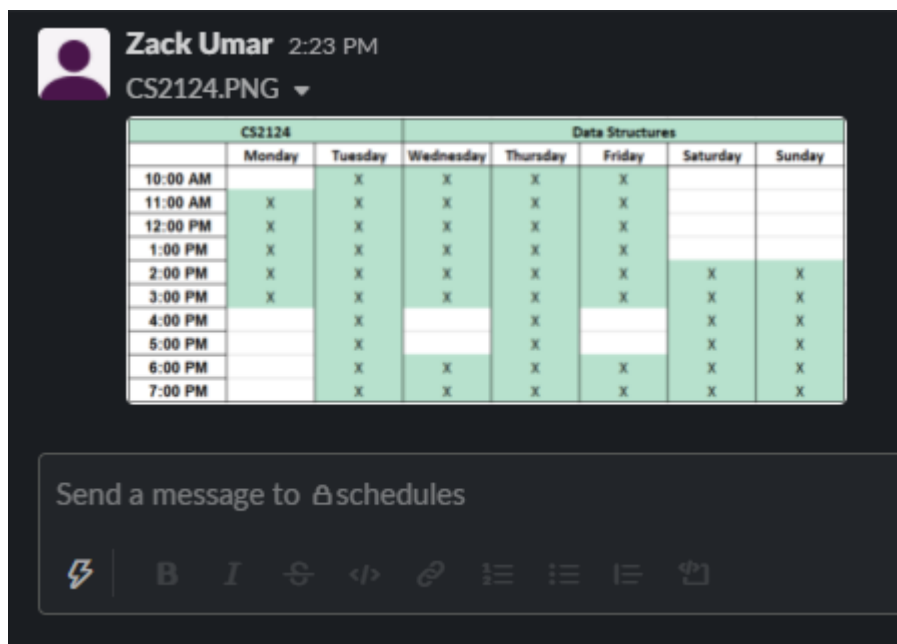 Zack Umar 2:23 PM
CS2124.PNG
CS2124 Data Structures
Monday Tuesday Wednesday Thursday Friday Saturday Sunday
10:00 AM X X X X
11:00 AM X X X X X
12:00 PM X X X X X
1:00 PM X X X X X
2:00 PM X X X X X X X
3:00 PM X X X X X X X
4:00 PM X X X X
5:00 PM X X X X
6:00 PM X X X X X X
7:00 PM X X X X X X
Send a message to schedules
B I S </>